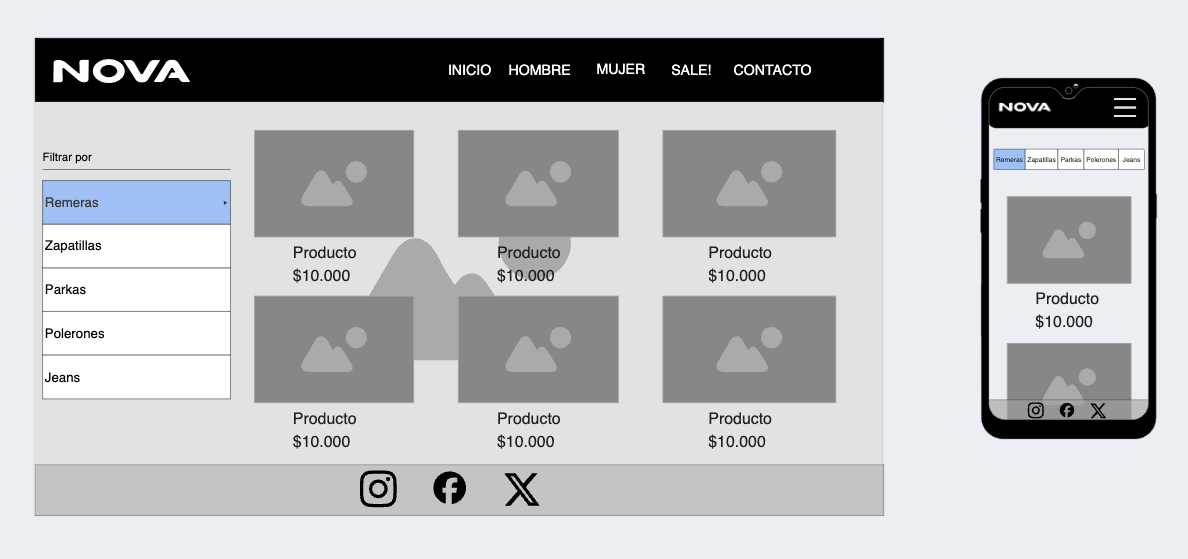 NOVA
INICIO HOMBRE MUJER SALE! CONTACTO
Filtrar por
Remeras
Zapatillas
Parkas
Polerones
Jeans
Producto Producto Producto
$10.000 $10.000 $10.000
Producto Producto Producto
$10.000 $10.000 $10.000
NOVA
Remeras Zapatillas Parkas Polerones Jeans
Producto
$10.000